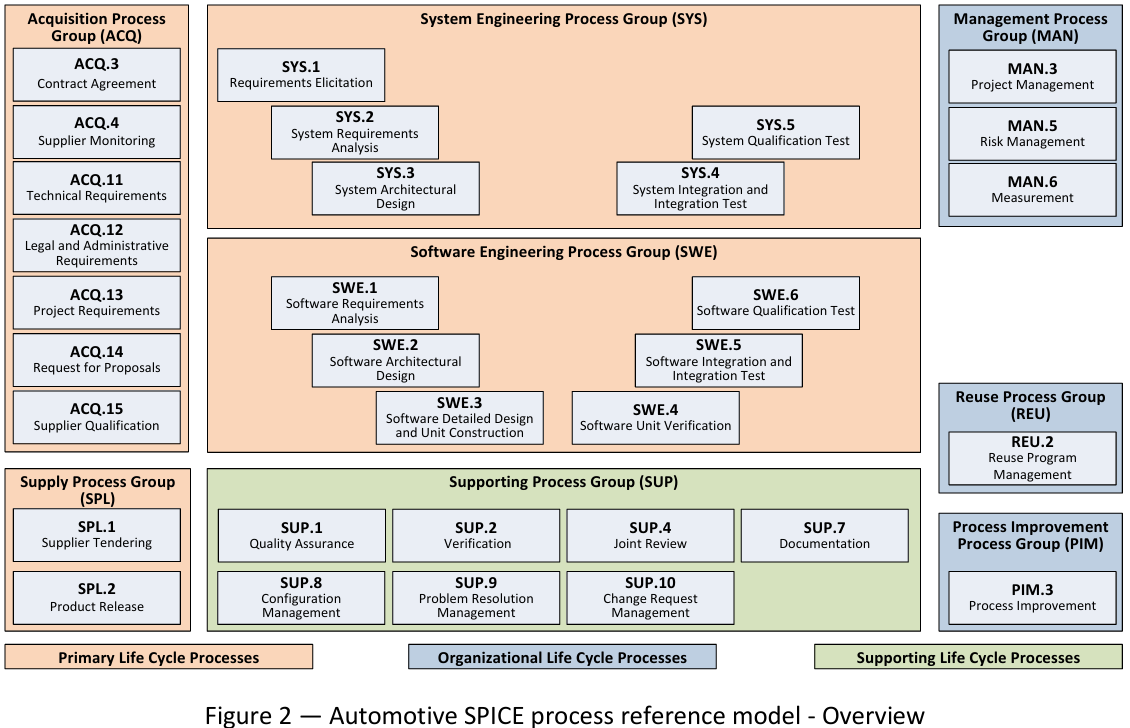 Acquisition Process
Group (ACQ)
ACQ.3
Contract Agreement
ACQ.4
Supplier Monitoring
ACQ.11
Technical Requirements
ACQ.12
Legal and Administrative
Requirements
ACQ.13
Project Requirements
ACQ.14
Request for Proposals
ACQ.15
Supplier Qualification
System Engineering Process Group (SYS)
SYS.1
Requirements Elicitation
SYS.2
System Requirements
Analysis
SYS.3
System Architectural
Design
SYS.5
System Qualification Test
SYS.4
System Integration and
Integration Test
Software Engineering Process Group (SWE)
SWE.1
Software Requirements
Analysis
SWE.2
Software Architectural
Design
SWE.3
Software Detailed Design
and Unit Construction
SWE.6
Software Qualification Test
SWE.5
Software Integration and
Integration Test
SWE.4
Software Unit Verification
Management Process
Group (MAN)
MAN.3
Project Management
MAN.5
Risk Management
MAN.6
Measurement
Reuse Process Group
(REU)
REU.2
Reuse Program
Management
Supply Process Group
(SPL)
SPL.1
Supplier Tendering
SPL.2
Product Release
Supporting Process Group (SUP)
SUP.1
Quality Assurance
SUP.2
Verification
SUP.4
Joint Review
SUP.7
Documentation
SUP.8
Configuration
Management
SUP.9
Problem Resolution
Management
SUP.10
Change Request
Management
Process Improvement
Process Group (PIM)
PIM.3
Process Improvement
Primary Life Cycle Processes
Organizational Life Cycle Processes
Supporting Life Cycle Processes
Figure 2 — Automotive SPICE process reference model - Overview